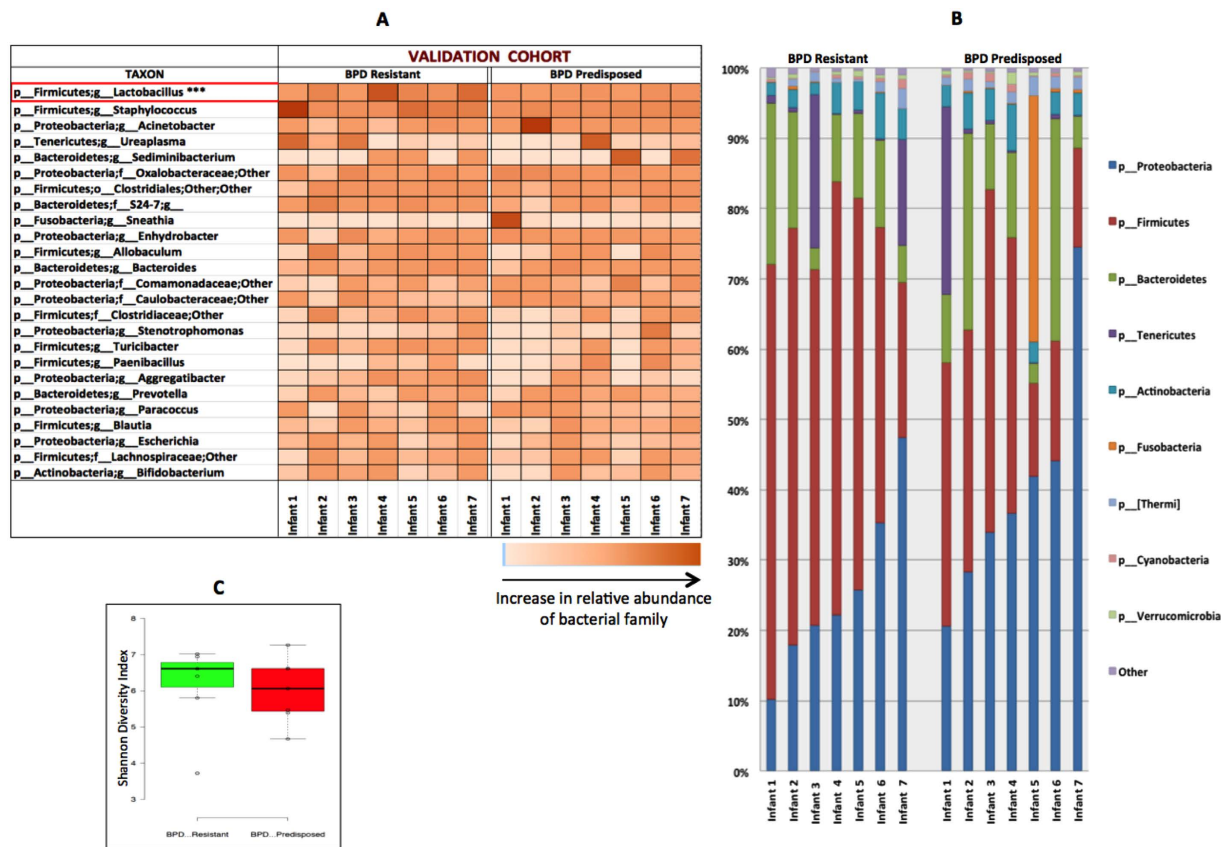 A
VALIDATION COHORT
TAXON BPD Resistant BPD Predisposed
p__Firmicutes;g__Lactobacillus ***
p__Firmicutes;g__Staphylococcus
p__Proteobacteria;g__Acinetobacter
p__Tenericutes;g__Ureaplasma
p__Bacteroidetes;g__Sediminibacterium
p__Proteobacteria;f__Oxalobacteraceae;Other
p__Firmicutes;o__Clostridiales;Other;Other
p__Bacteroidetes;f__S24-7;g__
p__Fusobacteria;g__Sneathia
p__Proteobacteria;g__Enhydrobacter
p__Firmicutes;g__Allobaculum
p__Bacteroidetes;g__Bacteroides
p__Proteobacteria;f__Comamonadaceae;Other
p__Proteobacteria;f__Caulobacteraceae;Other
p__Firmicutes;f__Clostridiaceae;Other
p__Proteobacteria;g__Stenotrophomonas
p__Firmicutes;g__Turicibacter
p__Firmicutes;g__Paenibacillus
p__Proteobacteria;g__Aggregatibacter
p__Bacteroidetes;g__Prevotella
p__Proteobacteria;g__Paracoccus
p__Firmicutes;g__Blautia
p__Proteobacteria;g__Escherichia
p__Firmicutes;f__Lachnospiraceae;Other
p__Actinobacteria;g__Bifidobacterium
Infant 1 Infant 2 Infant 3 Infant 4 Infant 5 Infant 6 Infant 7 Infant 1 Infant 2 Infant 3 Infant 4 Infant 5 Infant 6 Infant 7
Increase in relative abundance
of bacterial family
B
BPD Resistant BPD Predisposed
100%
90%
80%
70%
60%
50%
40%
30%
20%
10%
0%
Infant 1 Infant 2 Infant 3 Infant 4 Infant 5 Infant 6 Infant 7 Infant 1 Infant 2 Infant 3 Infant 4 Infant 5 Infant 6 Infant 7
p__Proteobacteria
p__Firmicutes
p__Bacteroidetes
p__Tenericutes
p__Actinobacteria
p__Fusobacteria
p__[Thermi]
p__Cyanobacteria
p__Verrucomicrobia
Other
C
Shannon Diversity Index
8
7
6
5
4
3
BPD...Resistant BPD...Predisposed